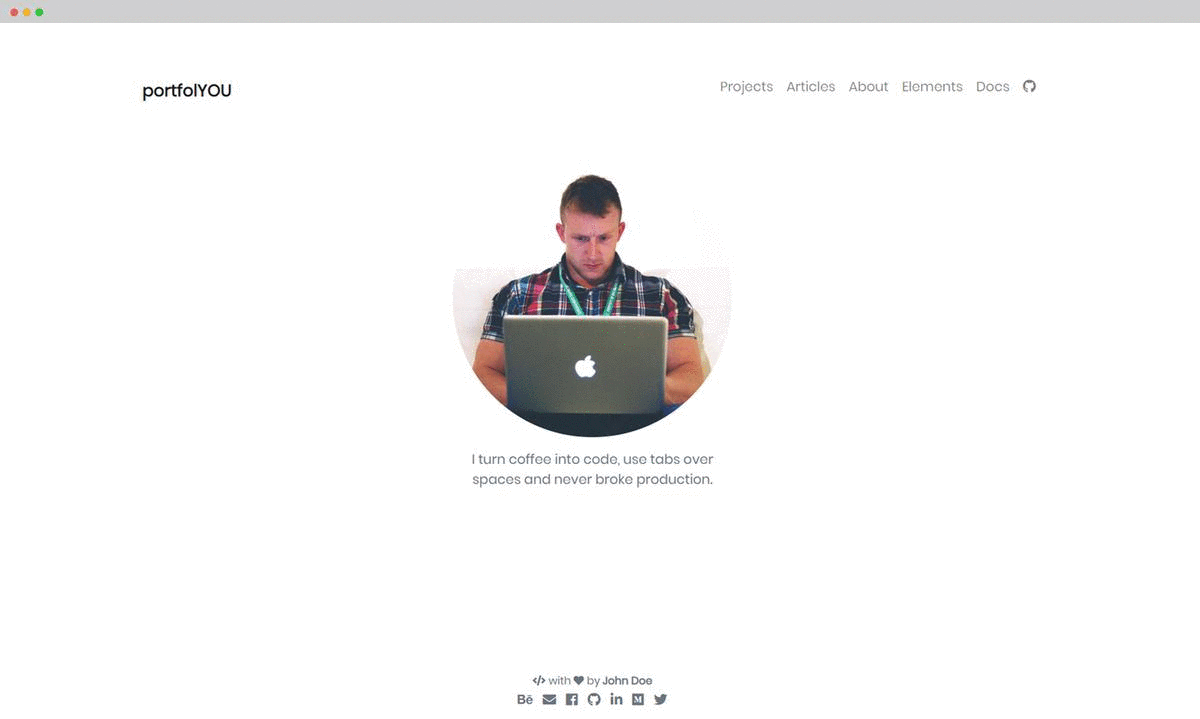 portfolYOU
Projects Articles About Elements Docs
I turn coffee into code, use tabs over
spaces and never broke production.
</> with ♥ by John Doe
Bē